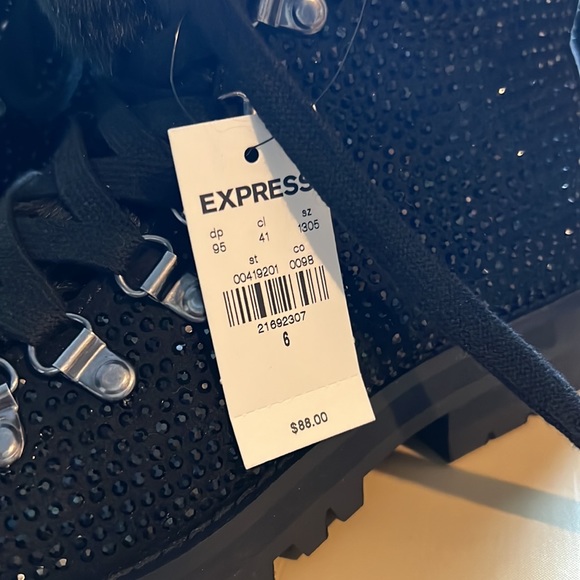 EXPRESS
dp cl sz
95 41 1305
st co
00419201 0098
21692307
6
$88.00